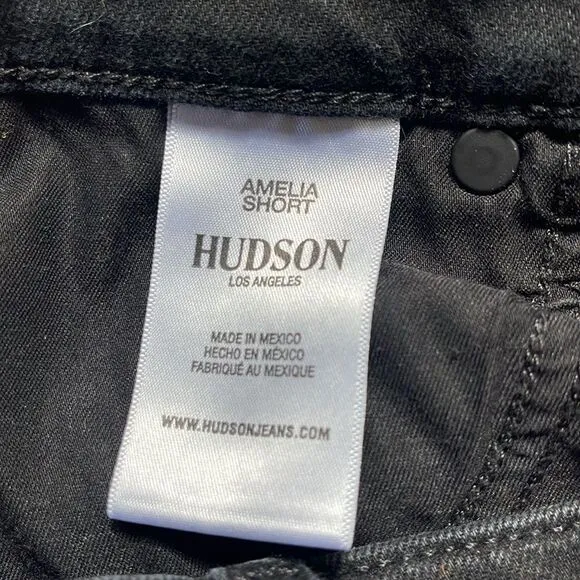 AMELIA
SHORT
HUDSON
LOS ANGELES
MADE IN MEXICO
HECHO EN MÉXICO
FABRIQUÉ AU MEXIQUE
WWW.HUDSONJEANS.COM